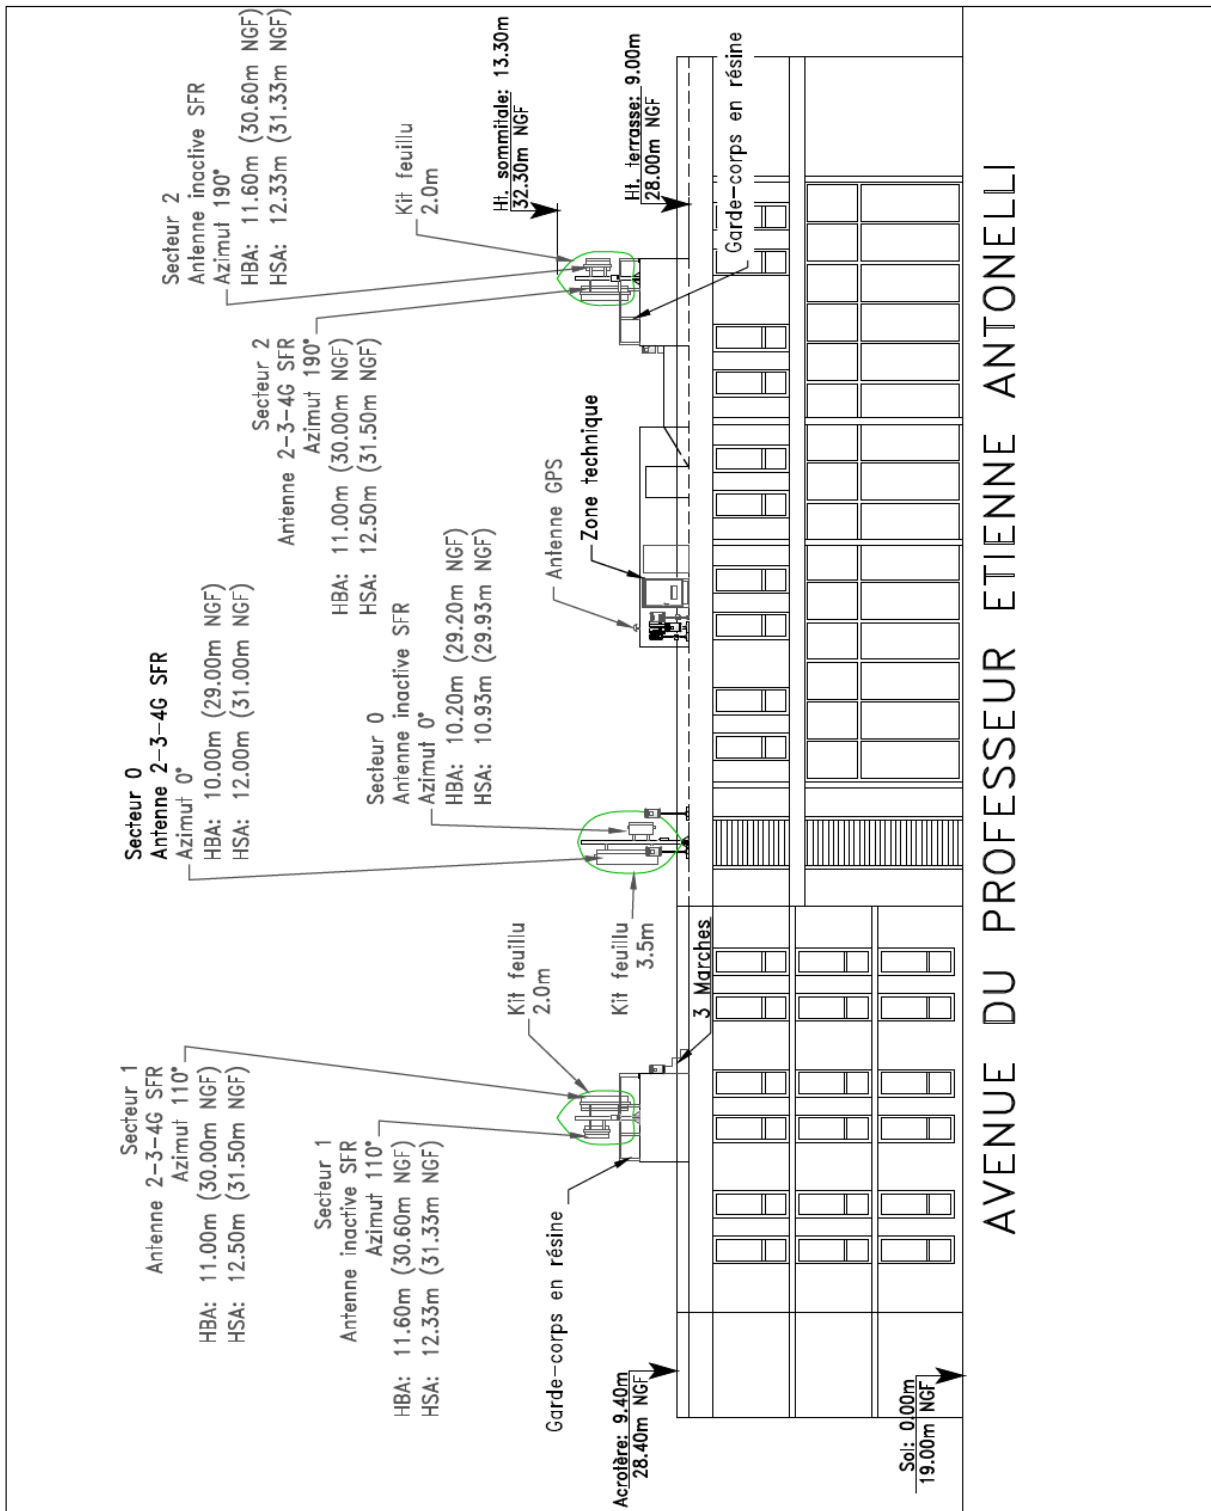 Secteur 1
Antenne 2-3-4G SFR
Azimut 110°
HBA: 11.00m (30.00m NGF)
HSA: 12.50m (31.50m NGF)
Secteur 1
Antenne inactive SFR
Azimut 110°
HBA: 11.60m (30.60m NGF)
HSA: 12.33m (31.33m NGF)
Garde-corps en résine
Kit feuillu
2.0m
Secteur 0
Antenne 2-3-4G SFR
Azimut 0°
HBA: 10.00m (29.00m NGF)
HSA: 12.00m (31.00m NGF)
Secteur 0
Antenne inactive SFR
Azimut 0°
HBA: 10.20m (29.20m NGF)
HSA: 10.93m (29.93m NGF)
Kit feuillu
3.5m
3 Marches
Antenne GPS
Zone technique
Secteur 2
Antenne inactive SFR
Azimut 190°
HBA: 11.60m (30.60m NGF)
HSA: 12.33m (31.33m NGF)
Secteur 2
Antenne 2-3-4G SFR
Azimut 190°
HBA: 11.00m (30.00m NGF)
HSA: 12.50m (31.50m NGF)
Kit feuillu
2.0m
Ht. sommitale: 13.30m
32.30m NGF
Ht. terrasse: 9.00m
28.00m NGF
Garde-corps en résine
Acrotère: 9.40m
28.40m NGF
Sol: 0.00m
19.00m NGF
AVENUE DU PROFESSEUR ETIENNE ANTONELLI